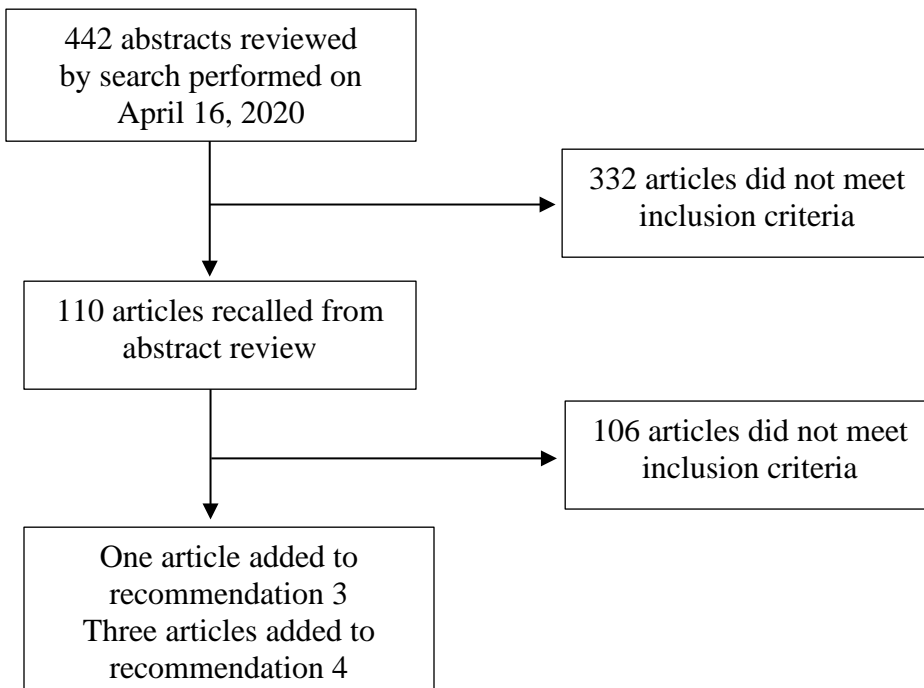 442 abstracts reviewed
by search performed on
April 16, 2020
332 articles did not meet
inclusion criteria
110 articles recalled from
abstract review
106 articles did not meet
inclusion criteria
One article added to
recommendation 3
Three articles added to
recommendation 4